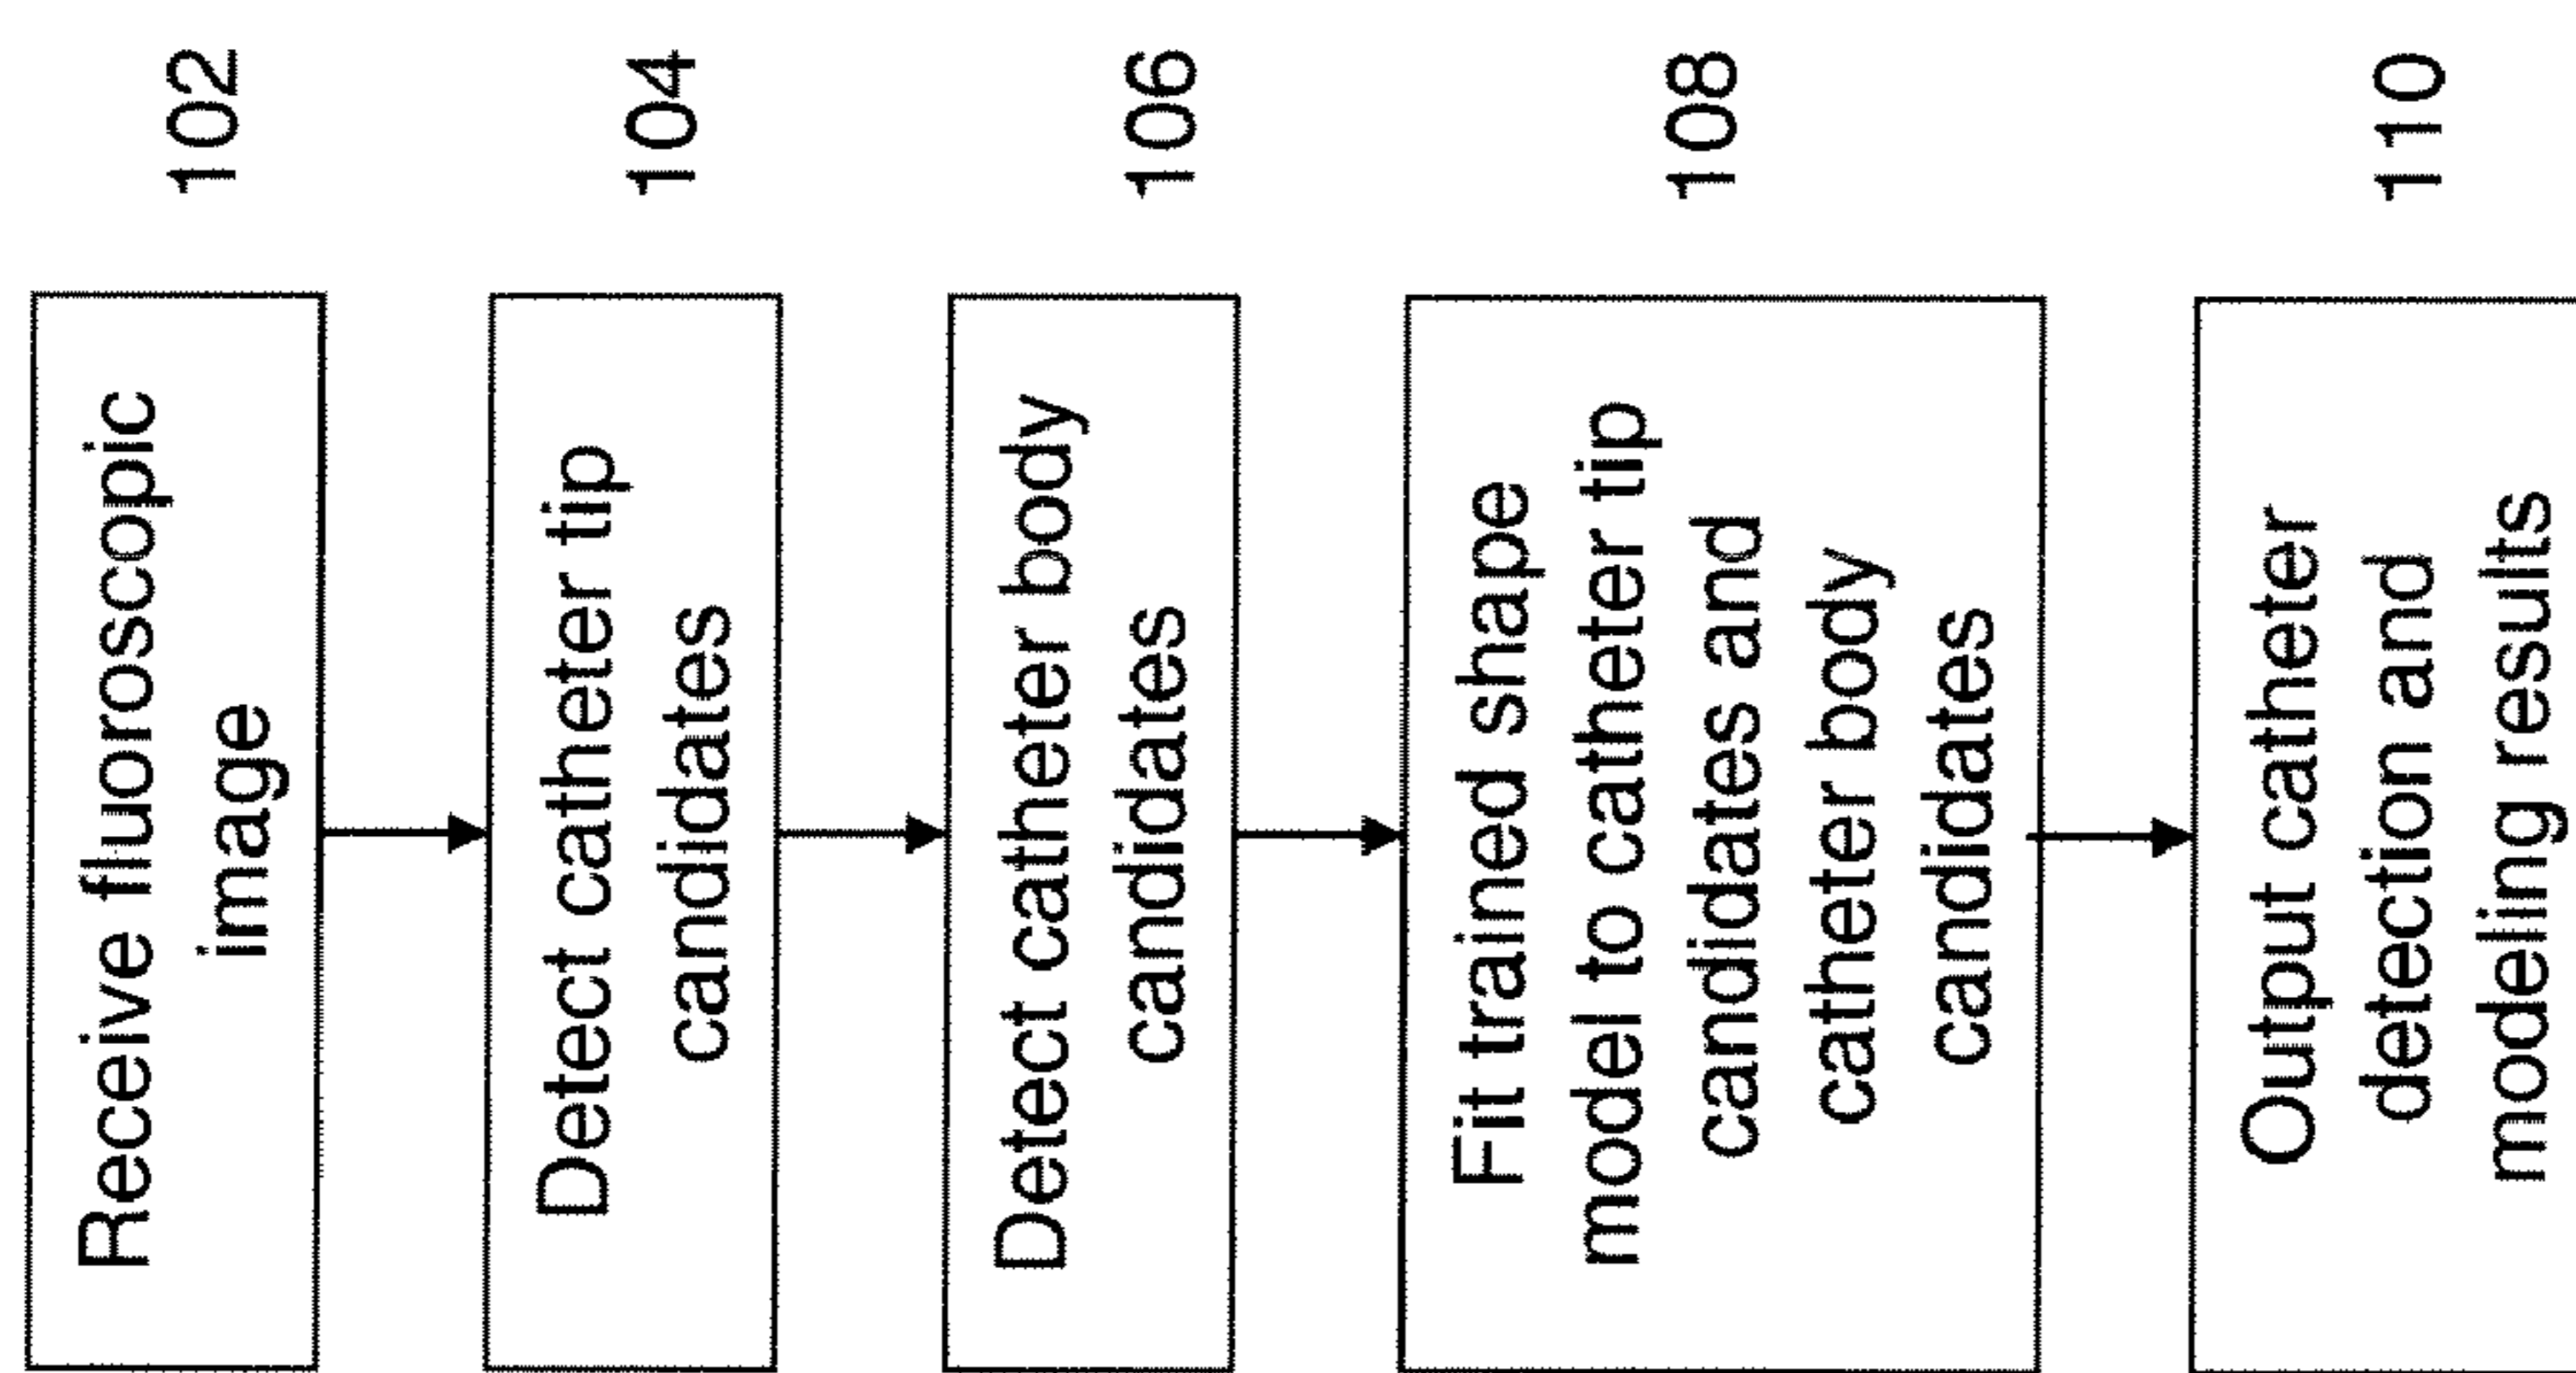 Receive fluoroscopic
image
102
Detect catheter tip
candidates
104
Detect catheter body
candidates
106
Fit trained shape
model to catheter tip
candidates and
catheter body
candidates
108
Output catheter
detection and
modeling results
110